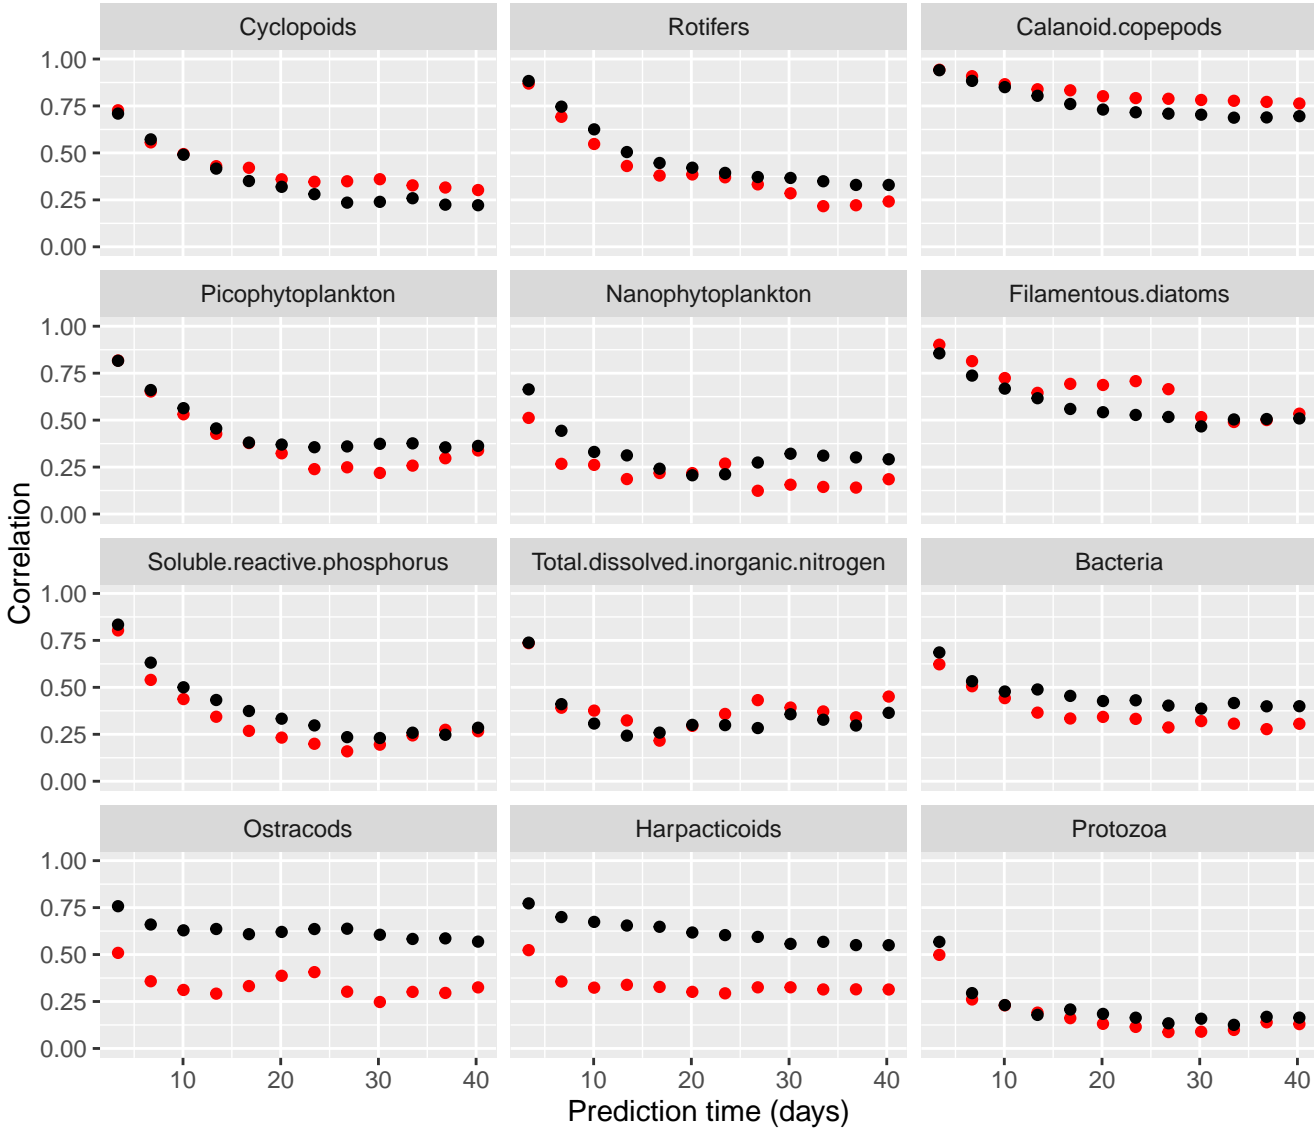 Cyclopoids
Rotifers
Calanoid.copepods
1.00
0.75
0.50
0.25
0.00
Picophytoplankton
Nanophytoplankton
Filamentous.diatoms
1.00
0.75
0.50
0.25
0.00
Correlation
Soluble.reactive.phosphorus
Total.dissolved.inorganic.nitrogen
Bacteria
1.00
0.75
0.50
0.25
0.00
Ostracods
Harpacticoids
Protozoa
1.00
0.75
0.50
0.25
0.00
10 20 30 40
10 20 30 40
10 20 30 40
Prediction time (days)